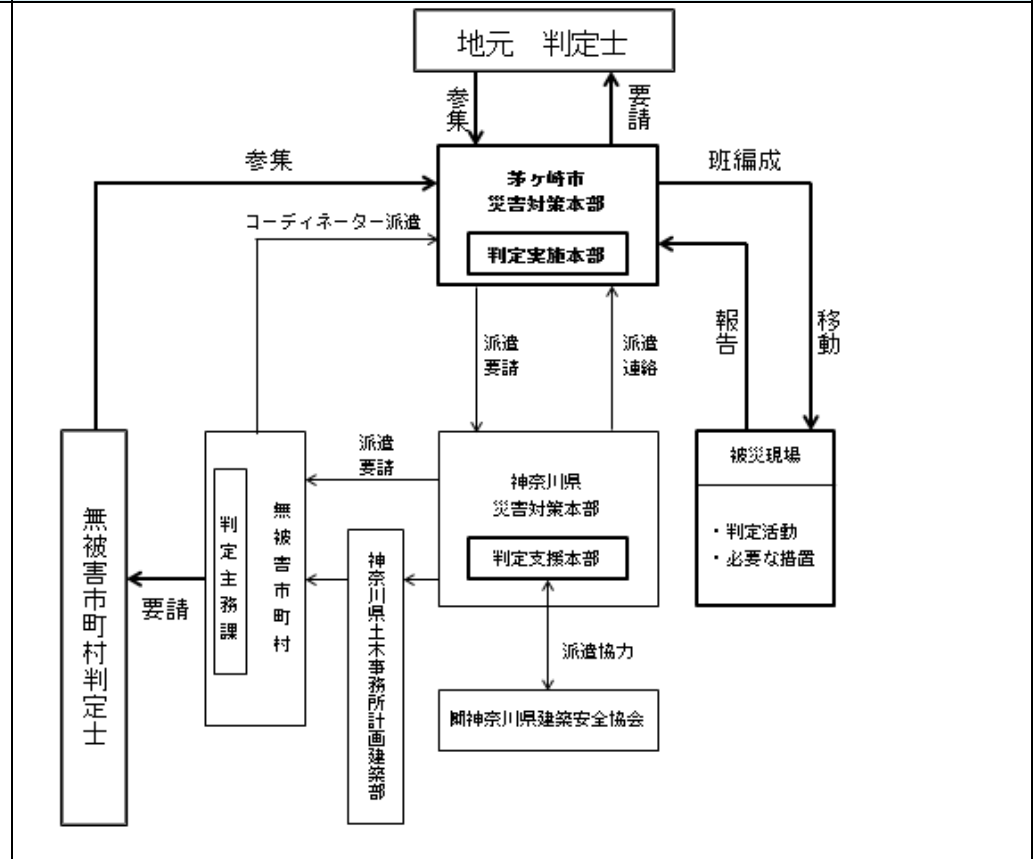 地元　判定士
参集
要請
参集
茅ヶ崎市
災害対策本部
判定実施本部
班編成
コーディネーター派遣
派遣
要請
派遣
連絡
報告
移動
無被害市町村判定士
要請
判定主務課
無被害市町村
派遣
要請
神奈川県土木事務所計画建築部
神奈川県
災害対策本部
判定支援本部
被災現場
・判定活動
・必要な措置
派遣協力
神奈川県建築安全協会